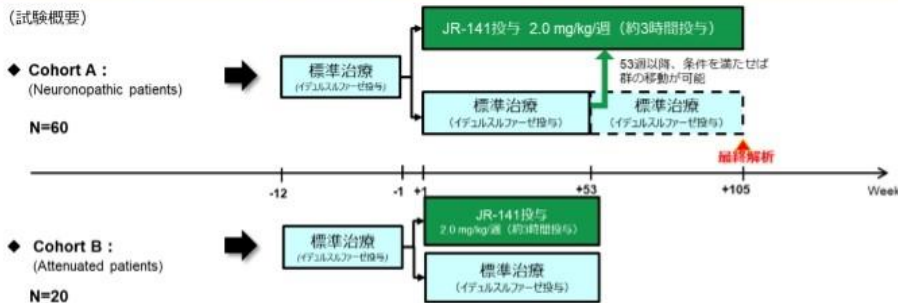 (試験概要)
JR-141投与 2.0 mg/kg/週（約3時間投与）
◆ Cohort A：
(Neuronopathic patients)
N=60
標準治療
(イデュルスルファーゼ投与)
53週以降、条件を満たせば
群の移動が可能
標準治療
(イデュルスルファーゼ投与)
標準治療
(イデュルスルファーゼ投与)
最終解析
-12
-1
+1
+53
+105
Week
◆ Cohort B：
(Attenuated patients)
N=20
標準治療
(イデュルスルファーゼ投与)
JR-141投与
2.0 mg/kg/週（約3時間投与）
標準治療
(イデュルスルファーゼ投与)